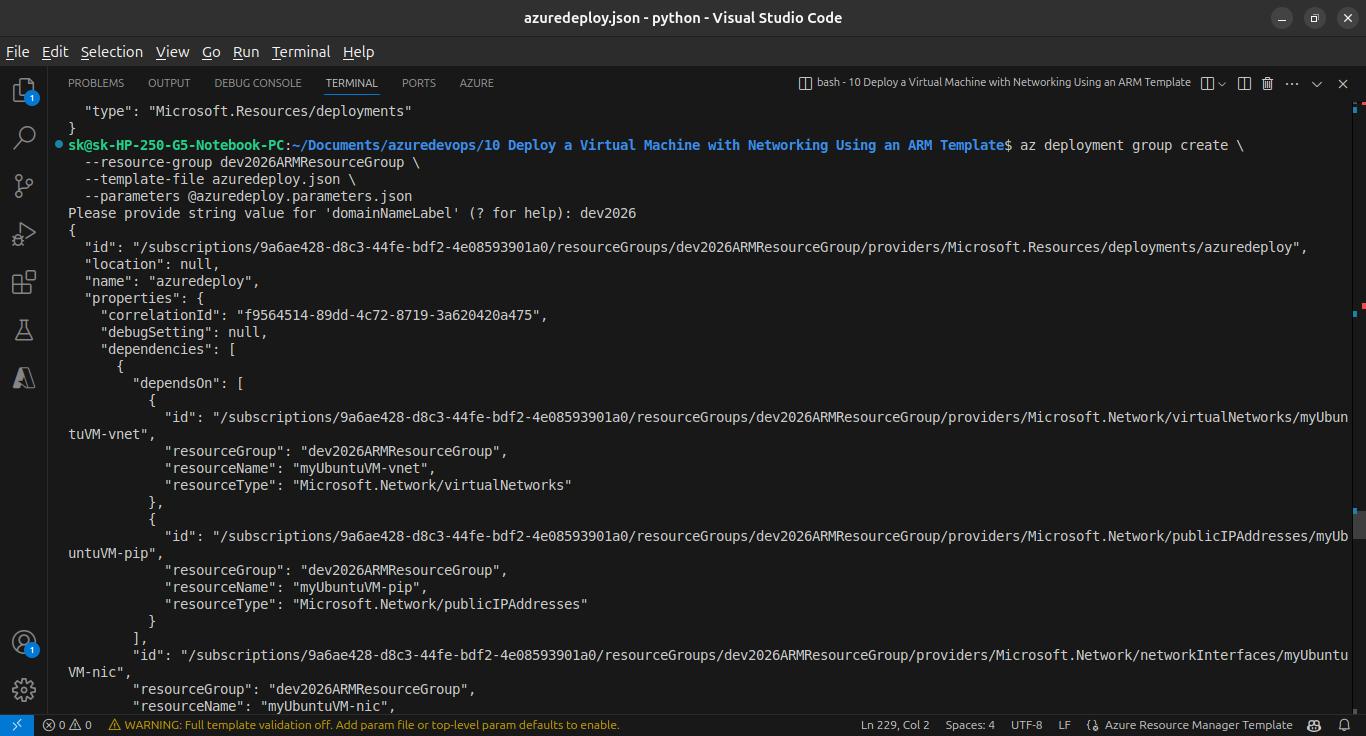 azuredeploy.json - python - Visual Studio Code
File Edit Selection View Go Run Terminal Help
PROBLEMS OUTPUT DEBUG CONSOLE TERMINAL PORTS AZURE bash - 10 Deploy a Virtual Machine with Networking Using an ARM Template
1
"type": "Microsoft.Resources/deployments"
}
sk@sk-HP-250-G5-Notebook-PC:~/Documents/azuredevops/10 Deploy a Virtual Machine with Networking Using an ARM Template$ az deployment group create \
--resource-group dev2026ARMResourceGroup \
--template-file azuredeploy.json \
--parameters @azuredeploy.parameters.json
Please provide string value for 'domainNameLabel' (? for help): dev2026
{
"id": "/subscriptions/9a6ae428-d8c3-44fe-bdf2-4e08593901a0/resourceGroups/dev2026ARMResourceGroup/providers/Microsoft.Resources/deployments/azuredeploy",
"location": null,
"name": "azuredeploy",
"properties": {
"correlationId": "f9564514-89dd-4c72-8719-3a620420a475",
"debugSetting": null,
"dependencies": [
{
"dependsOn": [
{
"id": "/subscriptions/9a6ae428-d8c3-44fe-bdf2-4e08593901a0/resourceGroups/dev2026ARMResourceGroup/providers/Microsoft.Network/virtualNetworks/myUbun
tuVM-vnet",
"resourceGroup": "dev2026ARMResourceGroup",
"resourceName": "myUbuntuVM-vnet",
"resourceType": "Microsoft.Network/virtualNetworks"
},
{
"id": "/subscriptions/9a6ae428-d8c3-44fe-bdf2-4e08593901a0/resourceGroups/dev2026ARMResourceGroup/providers/Microsoft.Network/publicIPAddresses/myUb
untuVM-pip",
"resourceGroup": "dev2026ARMResourceGroup",
"resourceName": "myUbuntuVM-pip",
"resourceType": "Microsoft.Network/publicIPAddresses"
}
],
"id": "/subscriptions/9a6ae428-d8c3-44fe-bdf2-4e08593901a0/resourceGroups/dev2026ARMResourceGroup/providers/Microsoft.Network/networkInterfaces/myUbuntu
VM-nic",
"resourceGroup": "dev2026ARMResourceGroup",
"resourceName": "myUbuntuVM-nic",
1
0 0 WARNING: Full template validation off. Add param file or top-level param defaults to enable. Ln 229, Col 2 Spaces: 4 UTF-8 LF Azure Resource Manager Template